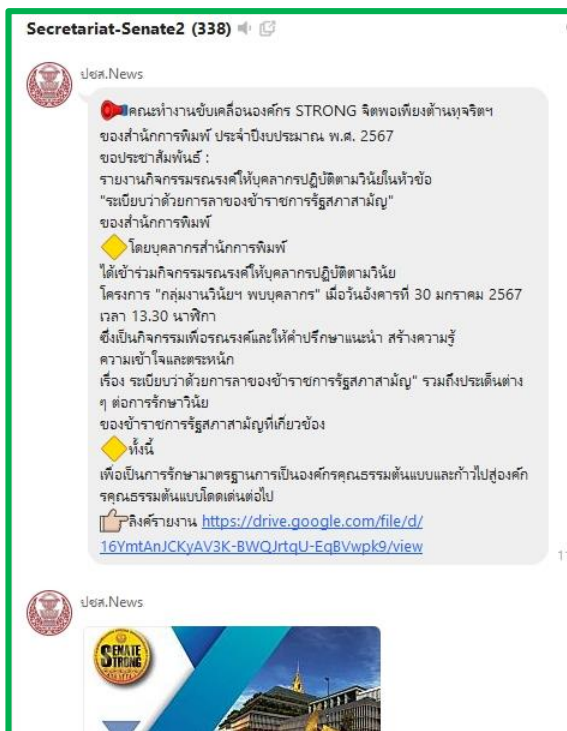 Secretariat-Senate2 (338)
ปชส.News
คณะทำงานขับเคลื่อนองค์กร STRONG จิตพอเพียงต้านทุจริตฯ
ของสำนักการพิมพ์ ประจำปีงบประมาณ พ.ศ. 2567
ขอประชาสัมพันธ์ :
รายงานกิจกรรมรณรงค์ให้บุคลากรปฏิบัติตามวินัยในหัวข้อ
"ระเบียบว่าด้วยการลาของข้าราชการรัฐสภาสามัญ"
ของสำนักการพิมพ์
โดยบุคลากรสำนักการพิมพ์
ได้เข้าร่วมกิจกรรมรณรงค์ให้บุคลากรปฏิบัติตามวินัย
โครงการ "กลุ่มงานวินัยฯ พบบุคลากร" เมื่อวันอังคารที่ 30 มกราคม 2567
เวลา 13.30 นาฬิกา
ซึ่งเป็นกิจกรรมเพื่อรณรงค์และให้คำปรึกษาแนะนำ สร้างความรู้
ความเข้าใจและตระหนัก
เรื่อง ระเบียบว่าด้วยการลาของข้าราชการรัฐสภาสามัญ" รวมถึงประเด็นต่าง
ๆ ต่อการรักษาวินัย
ของข้าราชการรัฐสภาสามัญที่เกี่ยวข้อง
ทั้งนี้
เพื่อเป็นการรักษามาตรฐานการเป็นองค์กรคุณธรรมต้นแบบและก้าวไปสู่องค์ก
รคุณธรรมต้นแบบโดดเด่นต่อไป
ลิงค์รายงาน https://drive.google.com/file/d/
16YmtAnJCKyAV3K-BWQJrtqU-EqBVwpk9/view
ปชส.News
SENATE
STRONG